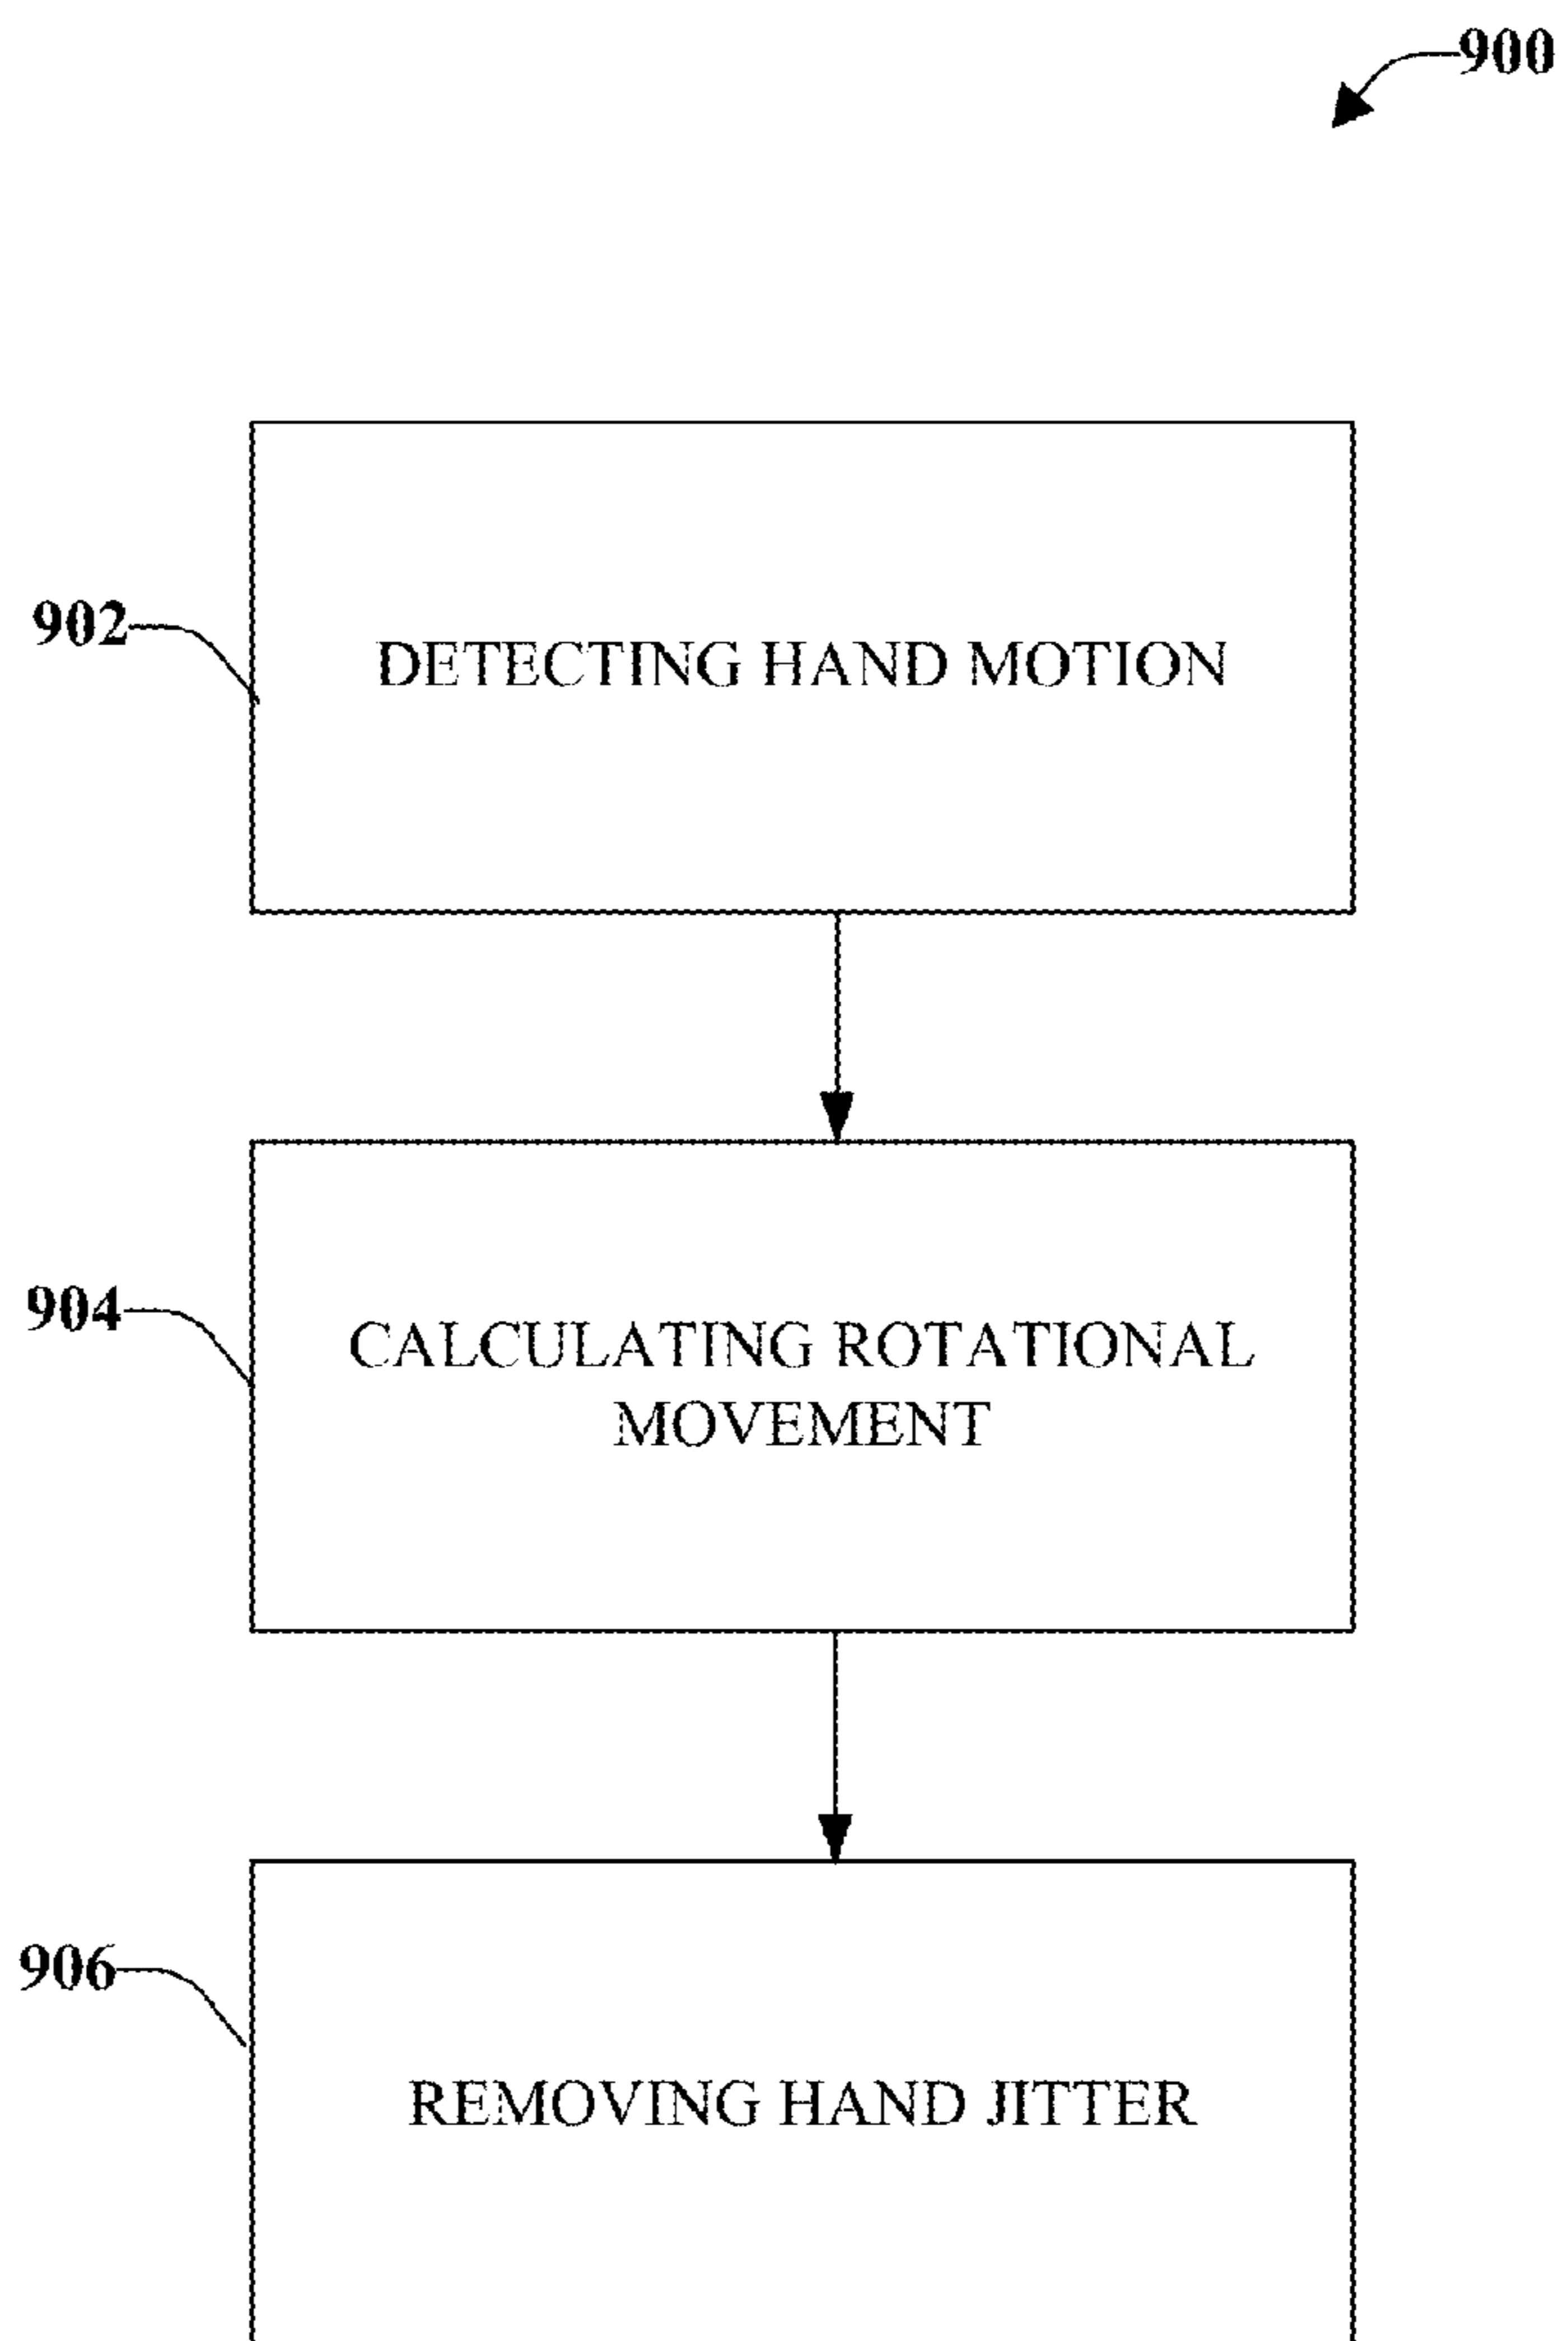 900
902
DETECTING HAND MOTION
904
CALCULATING ROTATIONAL
MOVEMENT
906
REMOVING HAND JITTER